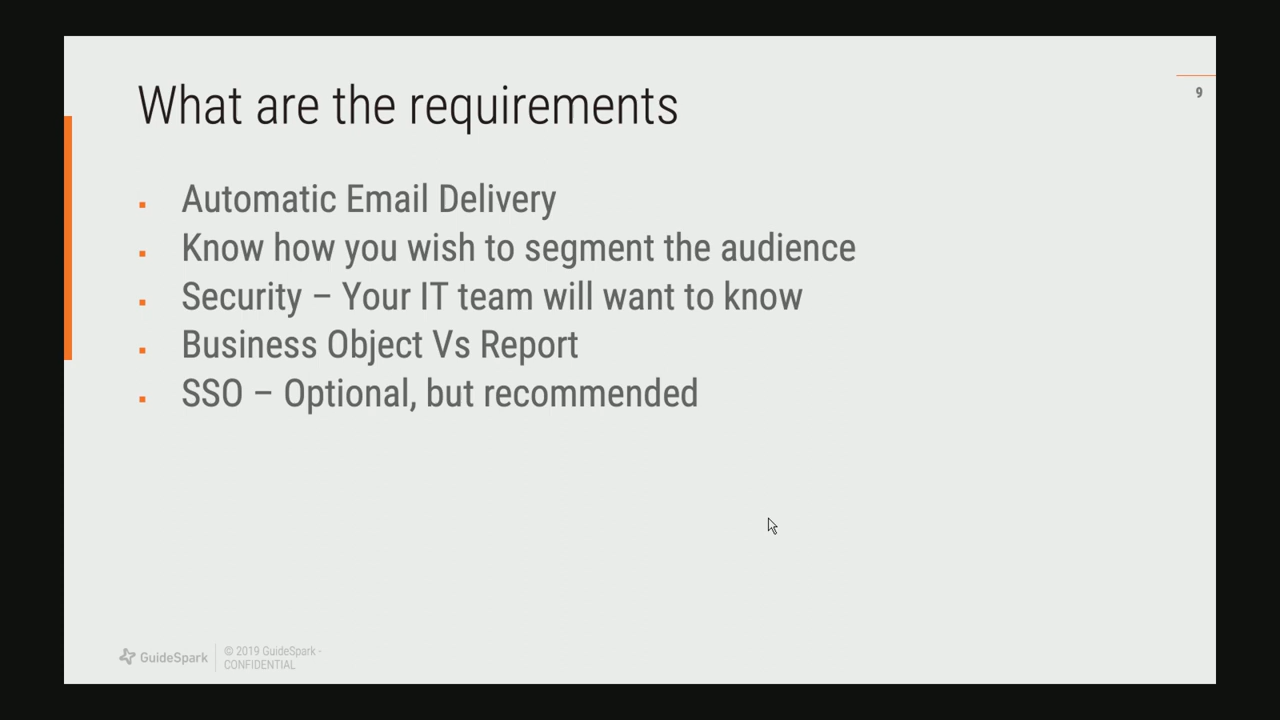 What are the requirements
9
Automatic Email Delivery
Know how you wish to segment the audience
Security – Your IT team will want to know
Business Object Vs Report
SSO – Optional, but recommended
GuideSpark
© 2019 GuideSpark -
CONFIDENTIAL